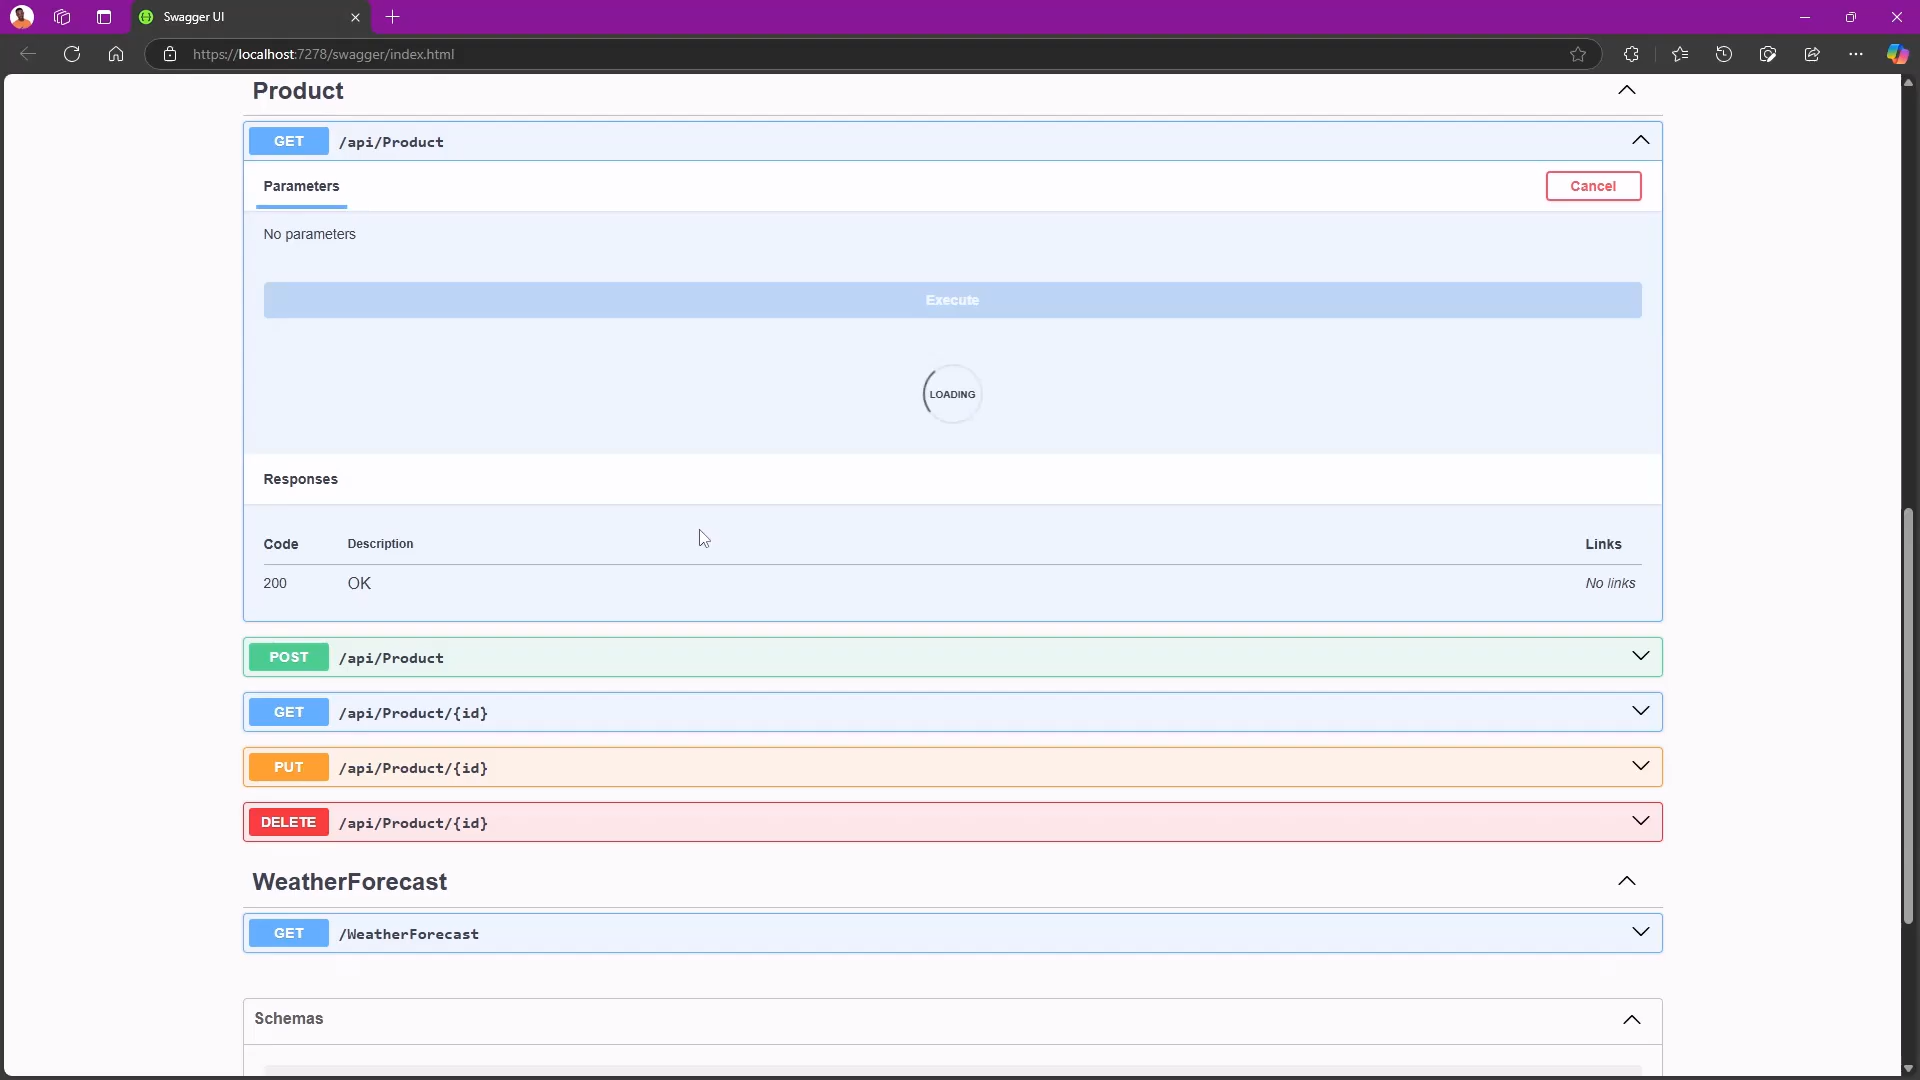 Swagger UI
https://localhost:7278/swagger/index.html
Product
GET /api/Product
Parameters
Cancel
No parameters
Execute
LOADING
Responses
Code Description Links
200 OK No links
POST /api/Product
GET /api/Product/{id}
PUT /api/Product/{id}
DELETE /api/Product/{id}
WeatherForecast
GET /WeatherForecast
Schemas